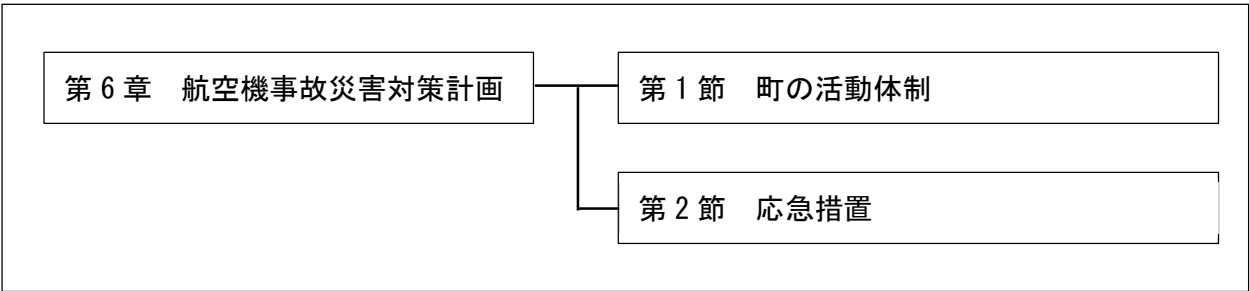 第6章　航空機事故災害対策計画
第1節　町の活動体制
第2節　応急措置